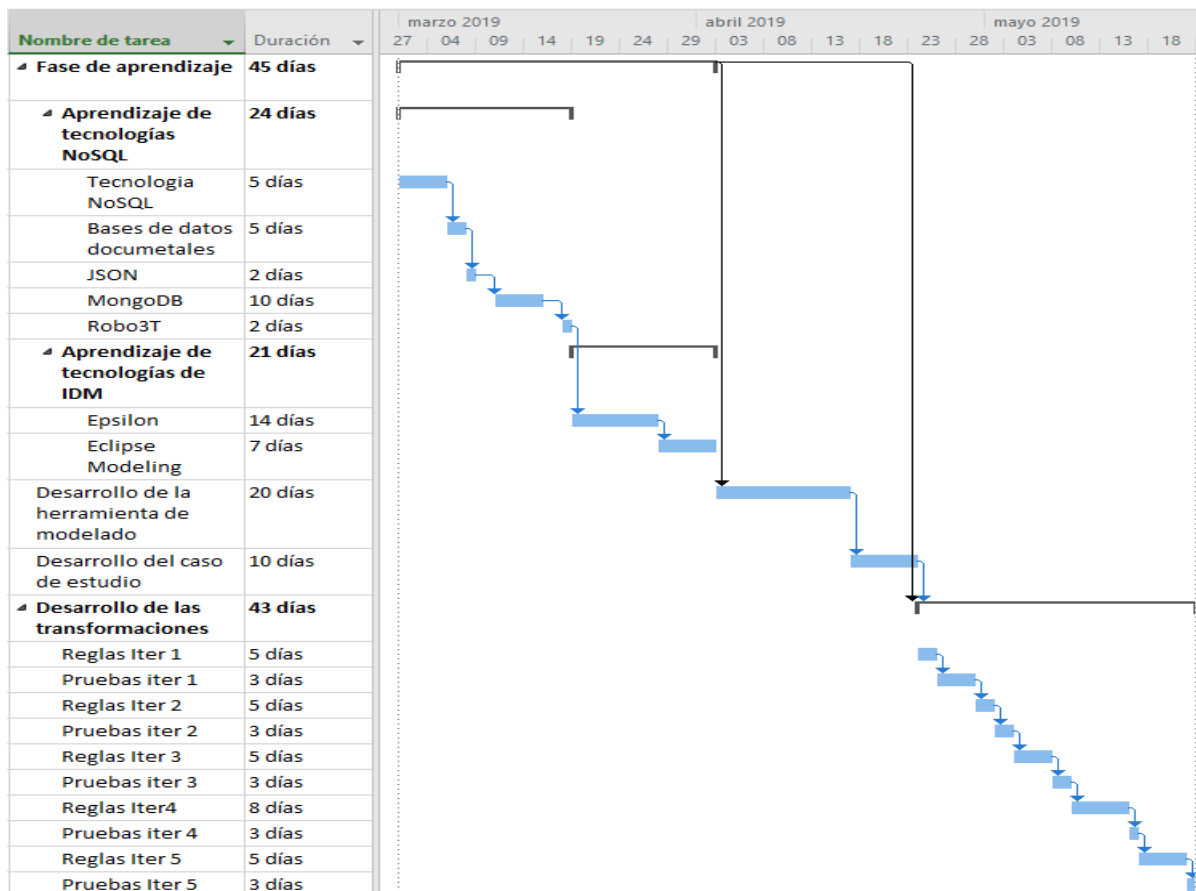 marzo 2019 abril 2019 mayo 2019
Nombre de tarea Duración 27 04 09 14 19 24 29 03 08 13 18 23 28 03 08 13 18
Fase de aprendizaje 45 días
Aprendizaje de 24 días
tecnologías
NoSQL
Tecnologia 5 días
NoSQL
Bases de datos 5 días
documetales
JSON 2 días
MongoDB 10 días
Robo3T 2 días
Aprendizaje de 21 días
tecnologías de
IDM
Epsilon 14 días
Eclipse 7 días
Modeling
Desarrollo de la 20 días
herramienta de
modelado
Desarrollo del caso 10 días
de estudio
Desarrollo de las 43 días
transformaciones
Reglas Iter 1 5 días
Pruebas iter 1 3 días
Reglas Iter 2 5 días
Pruebas iter 2 3 días
Reglas Iter 3 5 días
Pruebas iter 3 3 días
Reglas Iter4 8 días
Pruebas iter 4 3 días
Reglas Iter 5 5 días
Pruebas Iter 5 3 días